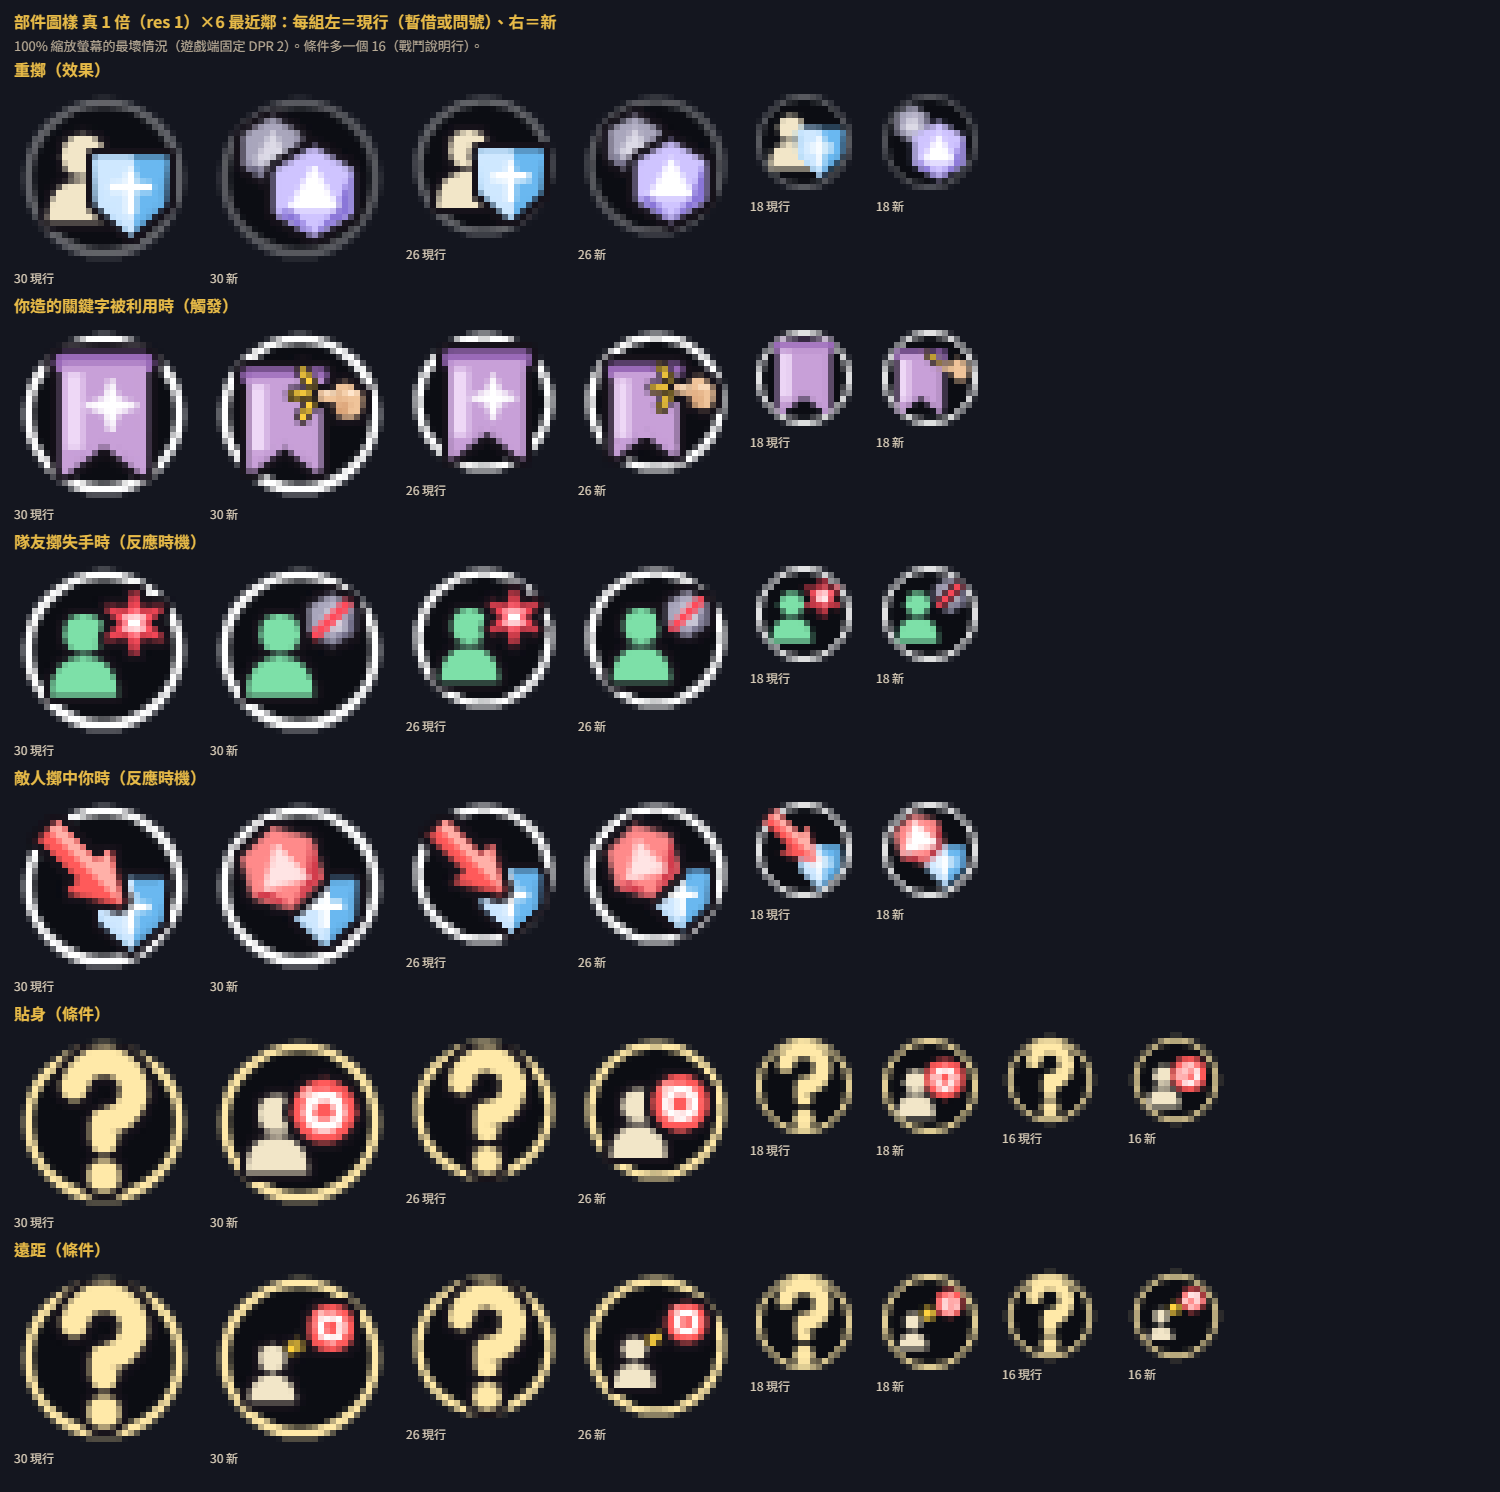 部件圖樣 真 1 倍（res 1）×6 最近鄰：每組左＝現行（暫借或問號）、右＝新
100% 縮放螢幕的最壞情況（遊戲端固定 DPR 2）。條件多一個 16（戰鬥說明行）。
重擲（效果）
30 現行
30 新
26 現行
26 新
18 現行
18 新
你造的關鍵字被利用時（觸發）
30 現行
30 新
26 現行
26 新
18 現行
18 新
隊友擲失手時（反應時機）
30 現行
30 新
26 現行
26 新
18 現行
18 新
敵人擲中你時（反應時機）
30 現行
30 新
26 現行
26 新
18 現行
18 新
貼身（條件）
30 現行
30 新
26 現行
26 新
18 現行
18 新
16 現行
16 新
遠距（條件）
30 現行
30 新
26 現行
26 新
18 現行
18 新
16 現行
16 新